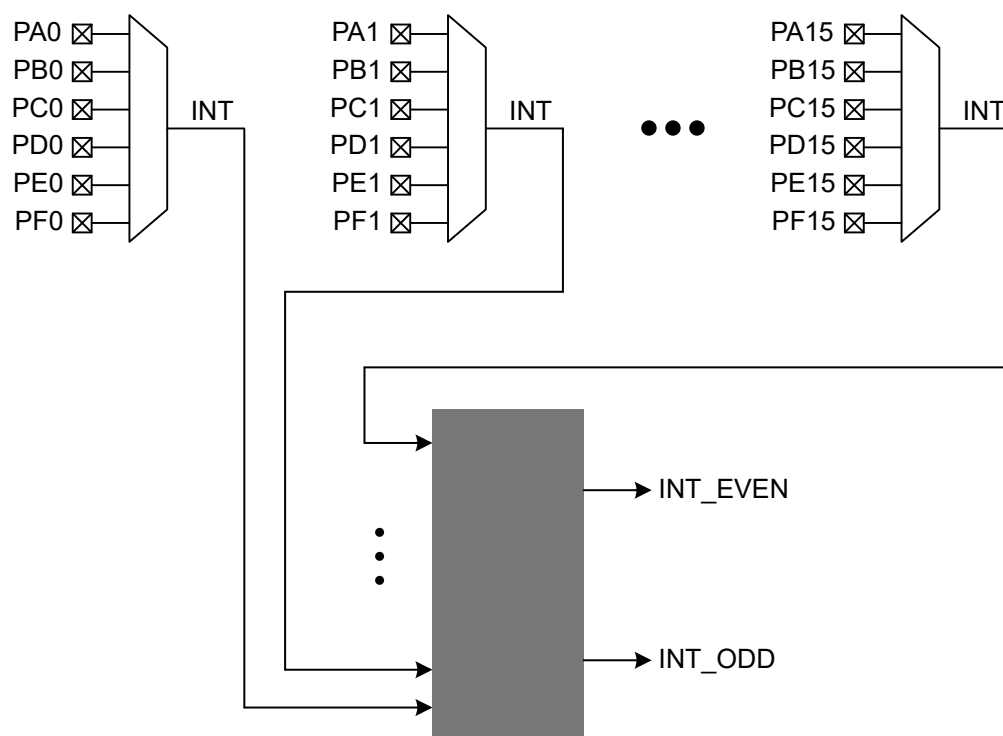 PA0
PB0
PC0
PD0
PE0
PF0
INT
PA1
PB1
PC1
PD1
PE1
PF1
INT
PA15
PB15
PC15
PD15
PE15
PF15
INT
INT_EVEN
INT_ODD